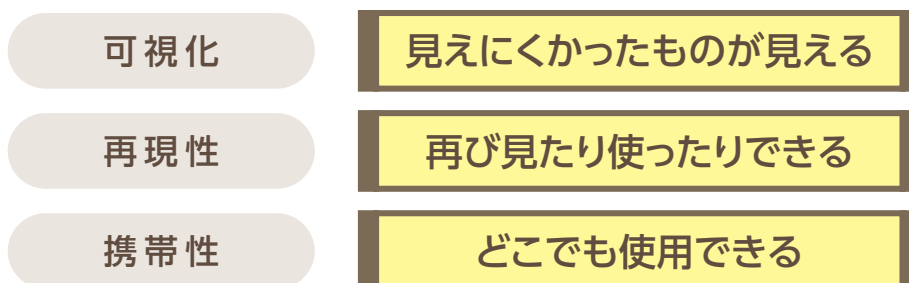 可視化
見えにくかったものが見える
再現性
再び見たり使ったりできる
携帯性
どこでも使用できる